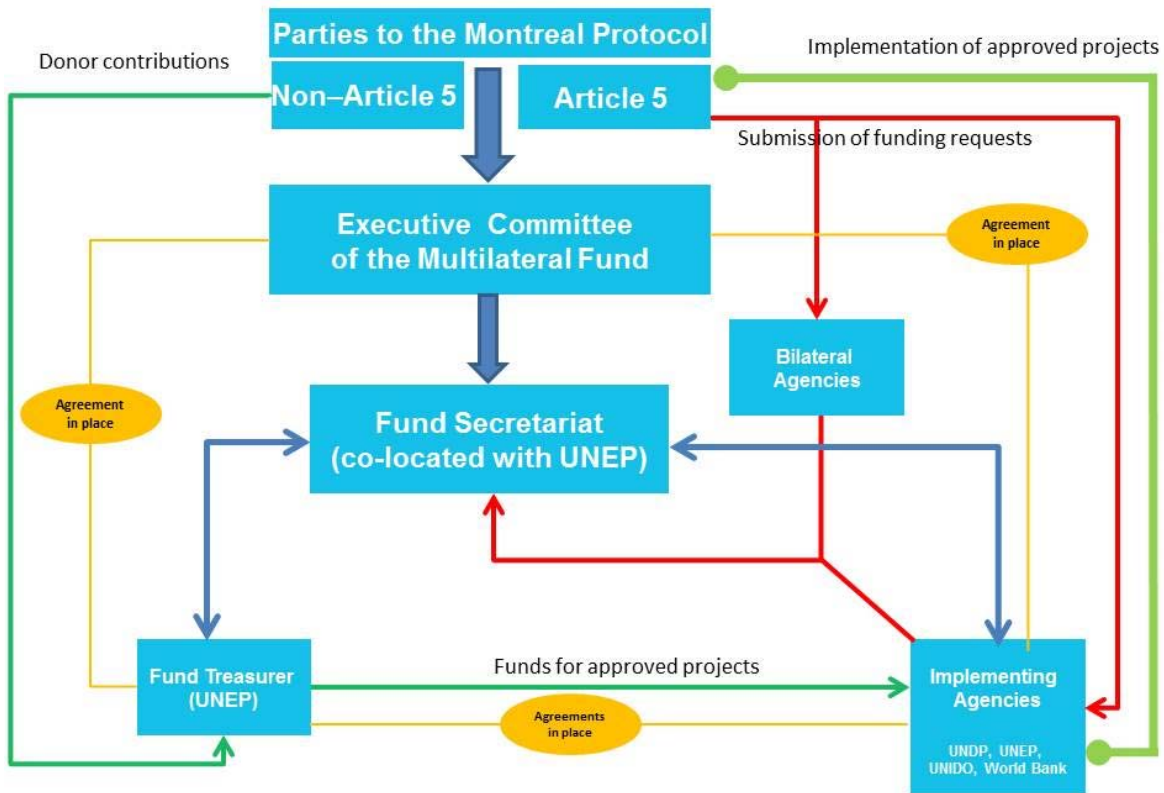 Parties to the Montreal Protocol
Implementation of approved projects
Donor contributions
Non–Article 5
Article 5
Submission of funding requests
Executive Committee
of the Multilateral Fund
Agreement
in place
Bilateral
Agencies
Agreement
in place
Fund Secretariat
(co-located with UNEP)
Fund Treasurer
(UNEP)
Funds for approved projects
Implementing
Agencies
Agreements
in place
UNDP, UNEP,
UNIDO, World Bank